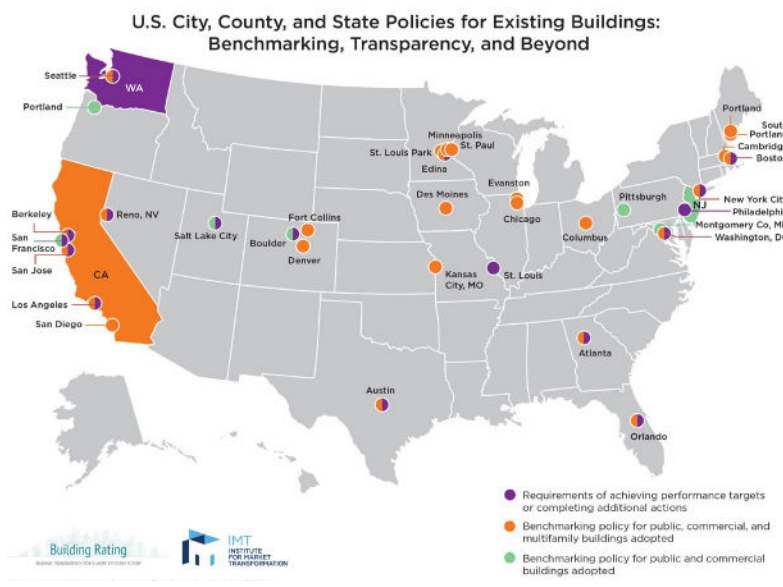 U.S. City, County, and State Policies for Existing Buildings:
Benchmarking, Transparency, and Beyond
Seattle
WA
Portland
Berkeley
San
Francisco
San Jose
Los Angeles
San Diego
CA
Reno, NV
Salt Lake City
Boulder
Fort Collins
Denver
Minneapolis
St. Louis Park
St. Paul
Edina
Des Moines
Evanston
Chicago
Kansas
City, MO
St. Louis
Columbus
Pittsburgh
Austin
Atlanta
Orlando
Portland
Sout
Portlan
Cambridg
Bosto
New York Cit
NJ
Philadelphi
Montgomery Co, M
Washington, D
Requirements of achieving performance targets
or completing additional actions
Benchmarking policy for public, commercial, and
multifamily buildings adopted
Benchmarking policy for public and commercial
buildings adopted
Building Rating
IMT
INSTITUTE
FOR MARKET
TRANSFORMATION